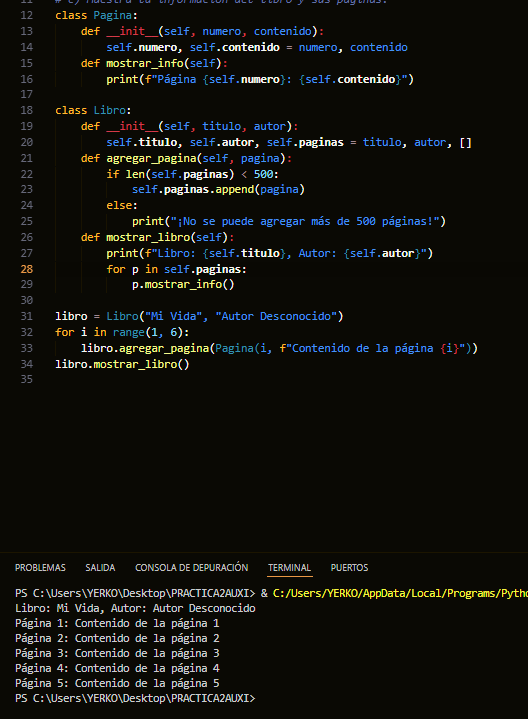 11 # c) Muestra la información del libro y sus páginas.
12 class Pagina:
13 def __init__(self, numero, contenido):
14 self.numero, self.contenido = numero, contenido
15 def mostrar_info(self):
16 print(f"Página {self.numero}: {self.contenido}")
17
18 class Libro:
19 def __init__(self, titulo, autor):
20 self.titulo, self.autor, self.paginas = titulo, autor, []
21 def agregar_pagina(self, pagina):
22 if len(self.paginas) < 500:
23 self.paginas.append(pagina)
24 else:
25 print("¡No se puede agregar más de 500 páginas!")
26 def mostrar_libro(self):
27 print(f"Libro: {self.titulo}, Autor: {self.autor}")
28 for p in self.paginas:
29 p.mostrar_info()
30
31 libro = Libro("Mi Vida", "Autor Desconocido")
32 for i in range(1, 6):
33 libro.agregar_pagina(Pagina(i, f"Contenido de la página {i}"))
34 libro.mostrar_libro()
35
PROBLEMAS SALIDA CONSOLA DE DEPURACIÓN TERMINAL PUERTOS
PS C:\Users\YERKO\Desktop\PRACTICA2AUXI> & C:/Users/YERKO/AppData/Local/Programs/Pytho
Libro: Mi Vida, Autor: Autor Desconocido
Página 1: Contenido de la página 1
Página 2: Contenido de la página 2
Página 3: Contenido de la página 3
Página 4: Contenido de la página 4
Página 5: Contenido de la página 5
PS C:\Users\YERKO\Desktop\PRACTICA2AUXI>